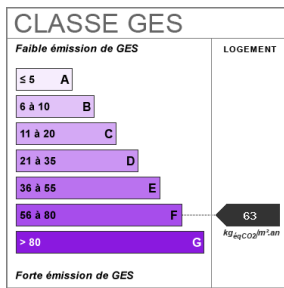 CLASSE GES
Faible émission de GES
LOGEMENT
≤ 5 A
6 à 10 B
11 à 20 C
21 à 35 D
36 à 55 E
56 à 80 F
63
kgéqCO2/m².an
> 80 G
Forte émission de GES